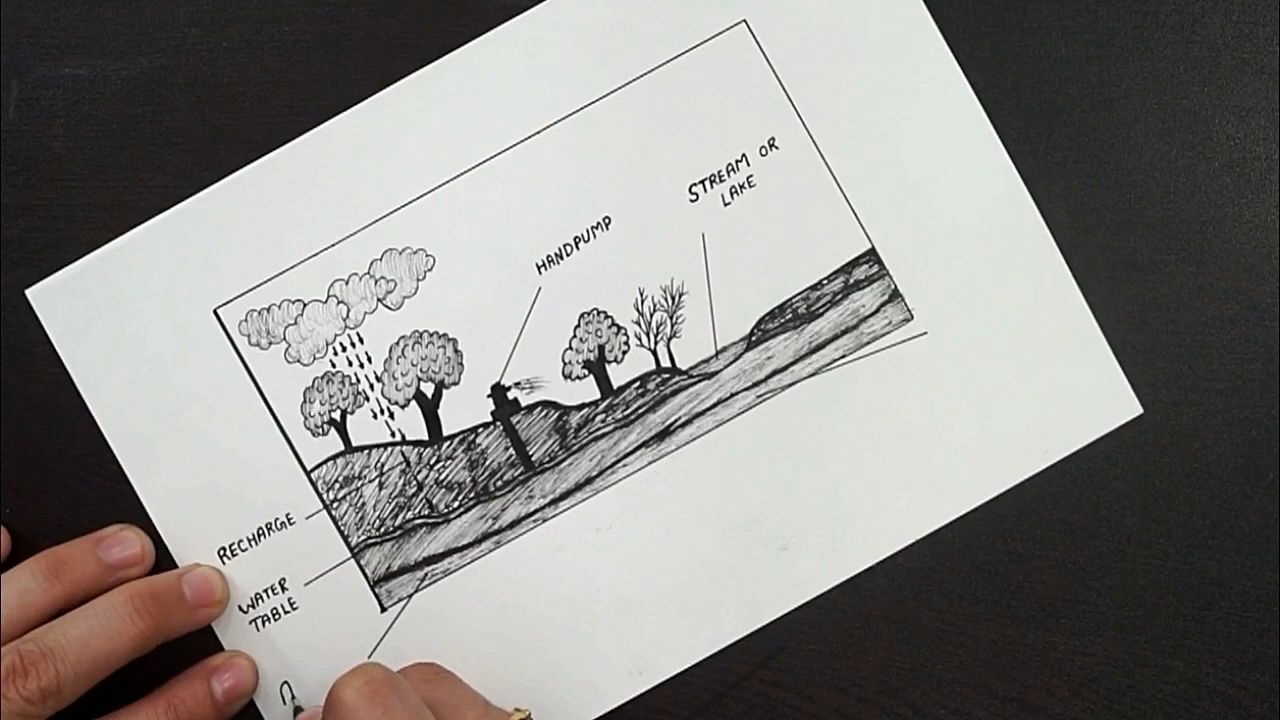 STREAM OR
LAKE
HANDPUMP
RECHARGE
WATER
TABLE